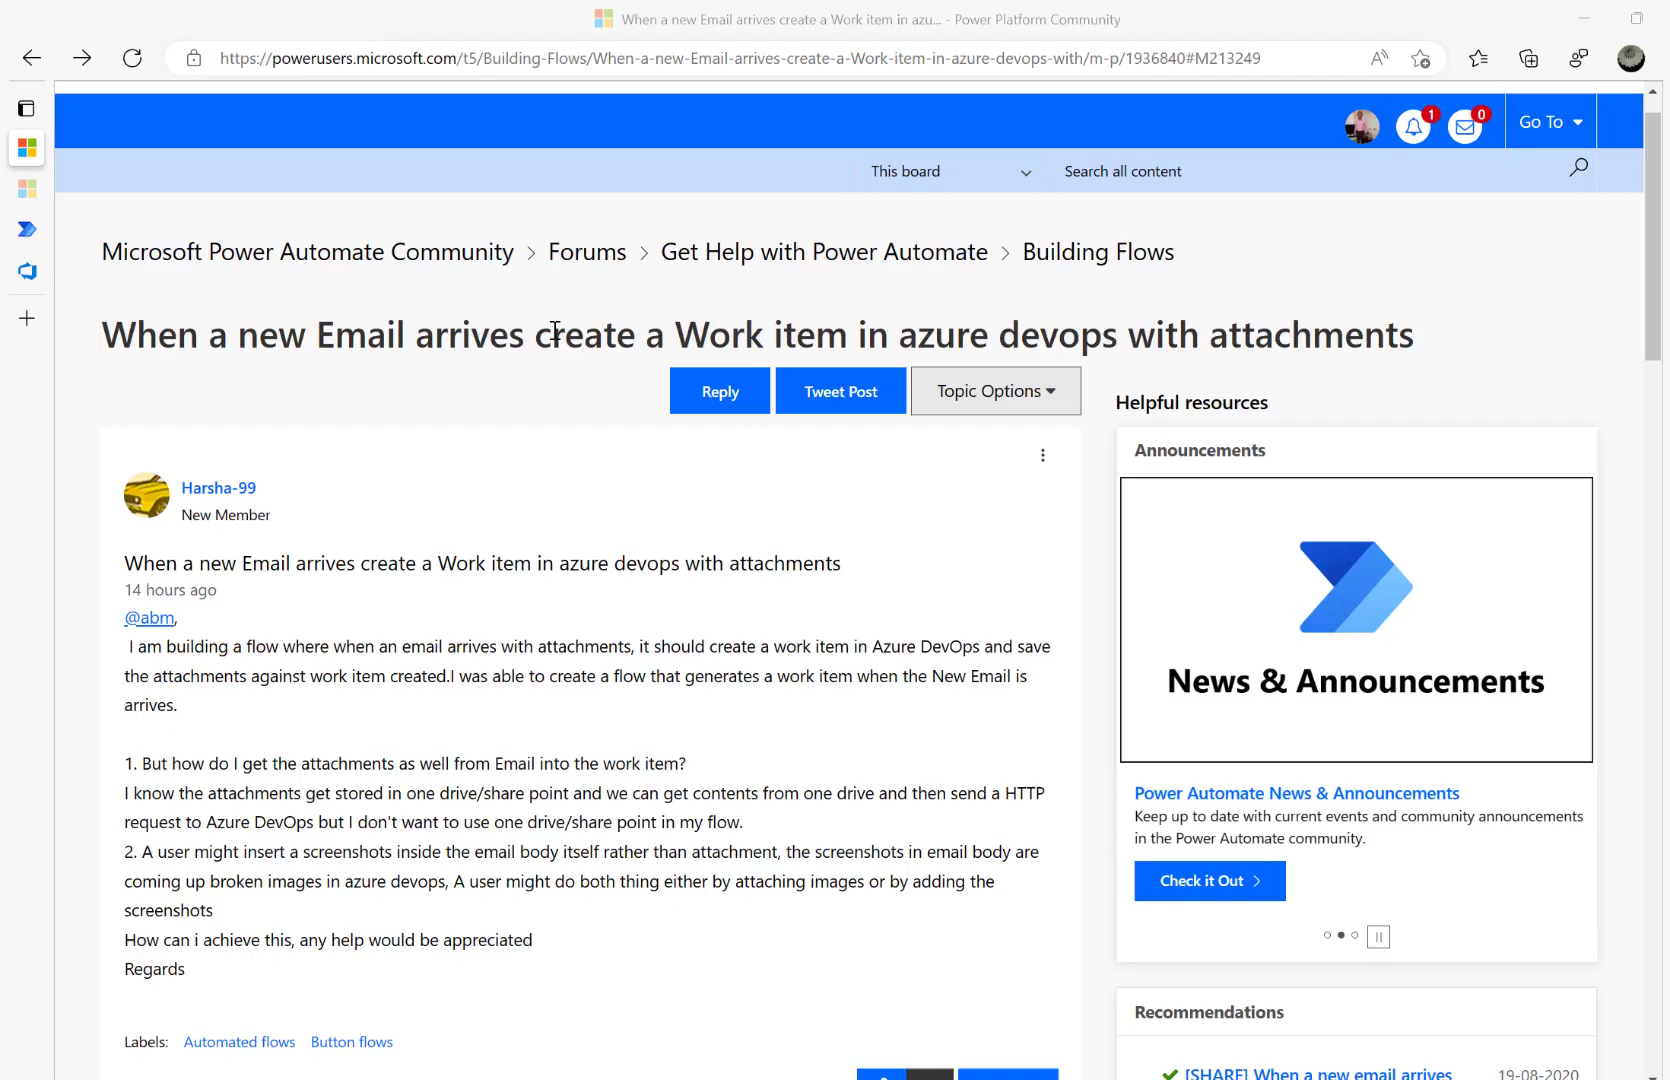 When a new Email arrives create a Work item in azu... - Power Platform Community
https://powerusers.microsoft.com/t5/Building-Flows/When-a-new-Email-arrives-create-a-Work-item-in-azure-devops-with/m-p/1936840#M213249
1
0
Go To
This board
Search all content
Microsoft Power Automate Community > Forums > Get Help with Power Automate > Building Flows
When a new Email arrives create a Work item in azure devops with attachments
Reply
Tweet Post
Topic Options
Harsha-99
New Member
When a new Email arrives create a Work item in azure devops with attachments
14 hours ago
@abm,
I am building a flow where when an email arrives with attachments, it should create a work item in Azure DevOps and save
the attachments against work item created.I was able to create a flow that generates a work item when the New Email is
arrives.
1. But how do I get the attachments as well from Email into the work item?
I know the attachments get stored in one drive/share point and we can get contents from one drive and then send a HTTP
request to Azure DevOps but I don't want to use one drive/share point in my flow.
2. A user might insert a screenshots inside the email body itself rather than attachment, the screenshots in email body are
coming up broken images in azure devops, A user might do both thing either by attaching images or by adding the
screenshots
How can i achieve this, any help would be appreciated
Regards
Labels: Automated flows Button flows
Helpful resources
Announcements
News & Announcements
Power Automate News & Announcements
Keep up to date with current events and community announcements
in the Power Automate community.
Check it Out >
Recommendations
[SHARE] When a new email arrives
19-08-2020